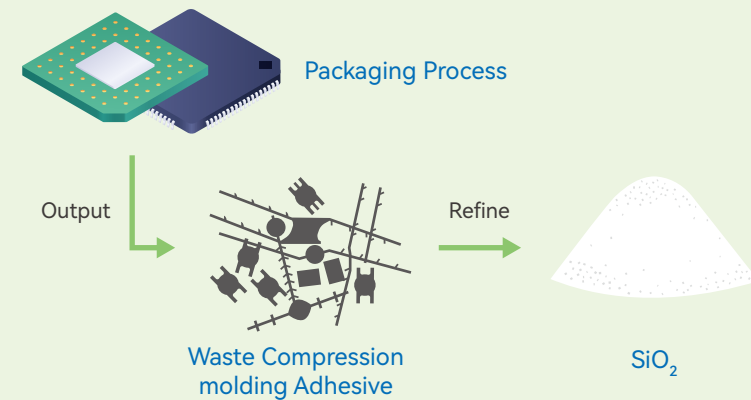 Packaging Process
Output
Refine
Waste Compression
molding Adhesive
SiO₂